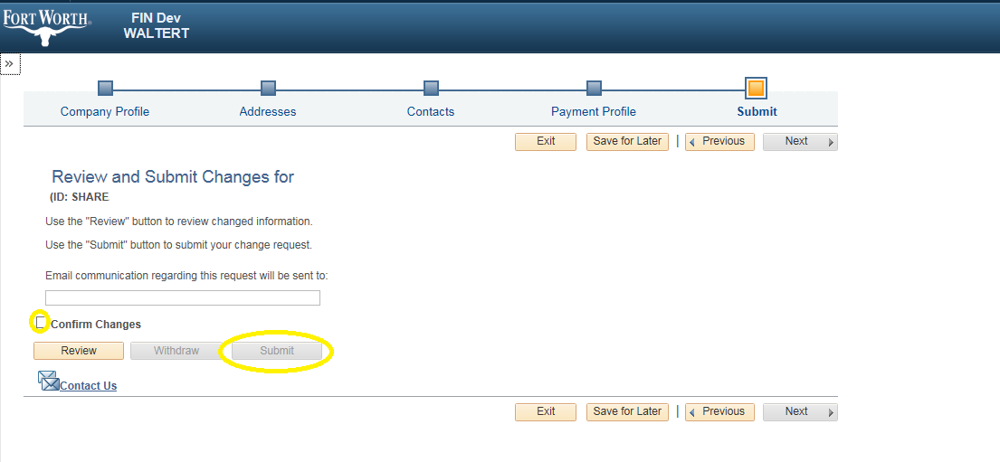 FORT WORTH®
FIN Dev
WALTERT
»
Company Profile Addresses Contacts Payment Profile Submit
Exit Save for Later | Previous Next
Review and Submit Changes for
(ID: SHARE
Use the "Review" button to review changed information.
Use the "Submit" button to submit your change request.
Email communication regarding this request will be sent to:
Confirm Changes
Review Withdraw Submit
Contact Us
Exit Save for Later | Previous Next